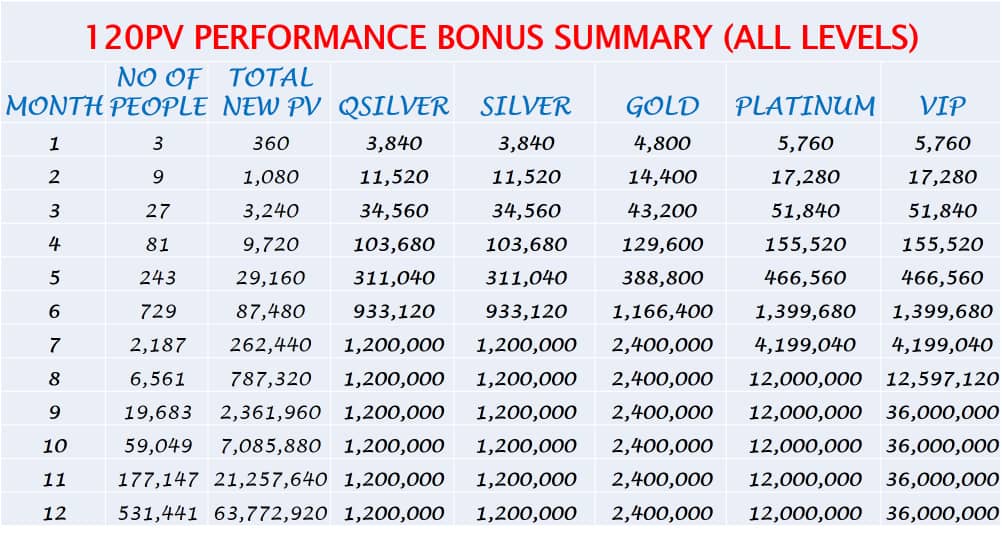 120PV PERFORMANCE BONUS SUMMARY (ALL LEVELS)
MONTH NO OF PEOPLE TOTAL NEW PV QSILVER SILVER GOLD PLATINUM VIP
1 3 360 3,840 3,840 4,800 5,760 5,760
2 9 1,080 11,520 11,520 14,400 17,280 17,280
3 27 3,240 34,560 34,560 43,200 51,840 51,840
4 81 9,720 103,680 103,680 129,600 155,520 155,520
5 243 29,160 311,040 311,040 388,800 466,560 466,560
6 729 87,480 933,120 933,120 1,166,400 1,399,680 1,399,680
7 2,187 262,440 1,200,000 1,200,000 2,400,000 4,199,040 4,199,040
8 6,561 787,320 1,200,000 1,200,000 2,400,000 12,000,000 12,597,120
9 19,683 2,361,960 1,200,000 1,200,000 2,400,000 12,000,000 36,000,000
10 59,049 7,085,880 1,200,000 1,200,000 2,400,000 12,000,000 36,000,000
11 177,147 21,257,640 1,200,000 1,200,000 2,400,000 12,000,000 36,000,000
12 531,441 63,772,920 1,200,000 1,200,000 2,400,000 12,000,000 36,000,000